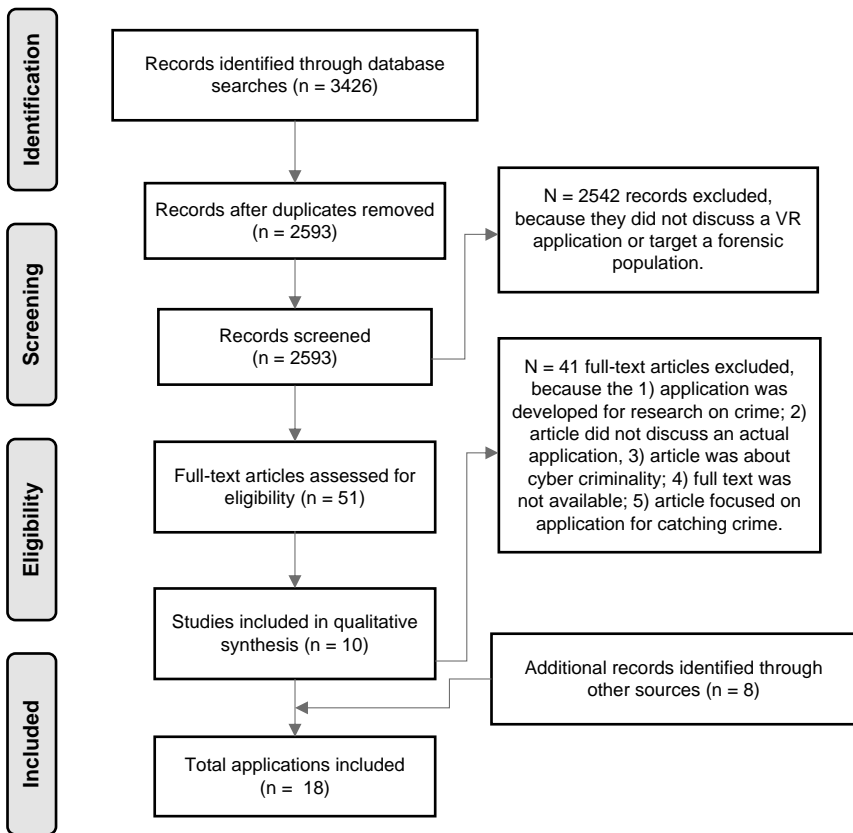 Identification
Records identified through database
searches (n = 3426)
Records after duplicates removed
(n = 2593)
N = 2542 records excluded,
because they did not discuss a VR
application or target a forensic
population.
Screening
Records screened
(n = 2593)
N = 41 full-text articles excluded,
because the 1) application was
developed for research on crime; 2)
article did not discuss an actual
application, 3) article was about
cyber criminality; 4) full text was
not available; 5) article focused on
application for catching crime.
Eligibility
Full-text articles assessed for
eligibility (n = 51)
Studies included in qualitative
synthesis (n = 10)
Additional records identified through
other sources (n = 8)
Included
Total applications included
(n = 18)